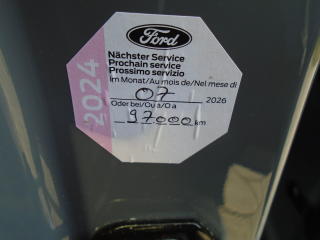 Ford
Nächster Service
Prochain service
Prossimo servizio
Im Monat/Au mois de/Nel mese di
07 2026
Oder bei/Ou à/O a
97000 km
2024